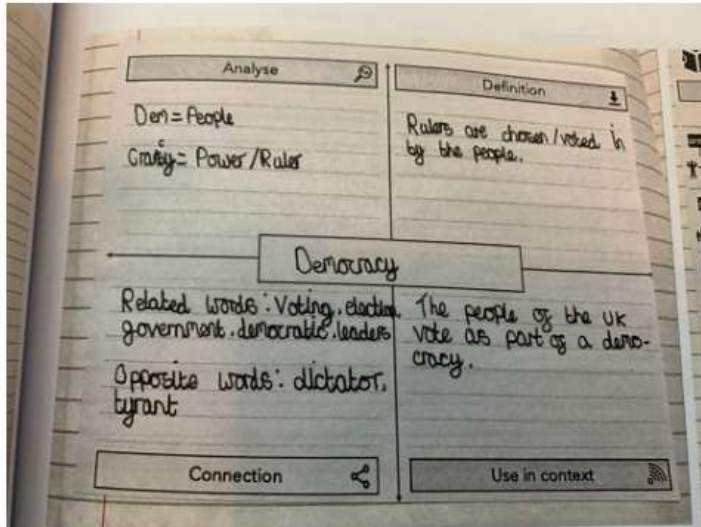 Analyse
Dem = People
Cracy = Power/Ruler
Definition
Rulers are chosen/voted in
by the people.
Democracy
Related words: Voting, election,
government, democratic, leaders
Opposite words: dictator,
tyrant
Connection
The people of the UK
vote as part of a demo-
cracy.
Use in context